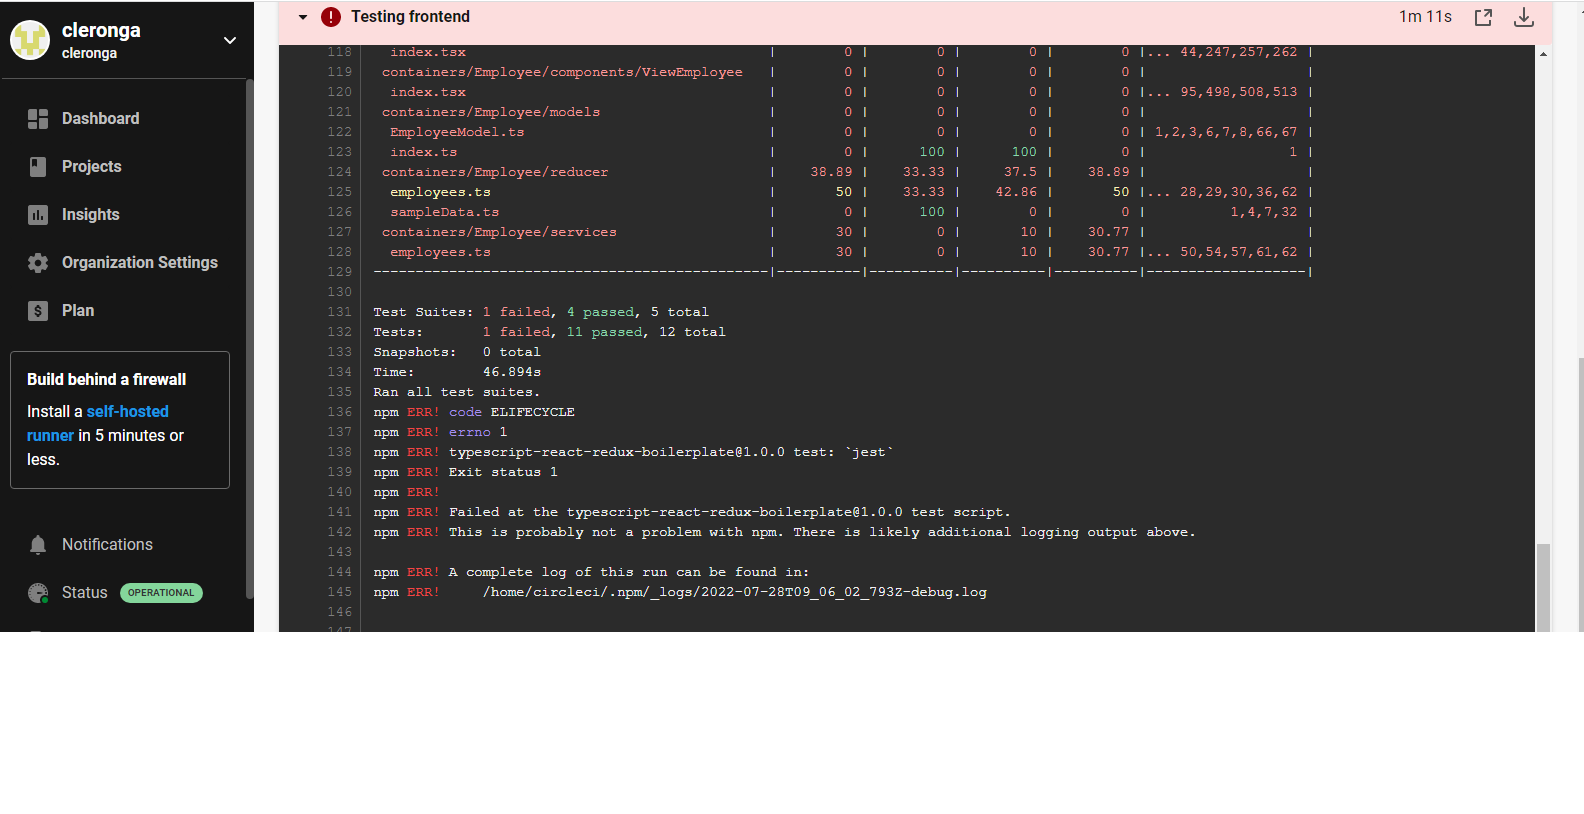 cleronga
cleronga
Dashboard
Projects
Insights
Organization Settings
Plan
Build behind a firewall
Install a self-hosted
runner in 5 minutes or
less.
Notifications
Status OPERATIONAL
Testing frontend 1m 11s
118 index.tsx | 0 | 0 | 0 | 0 |... 44,247,257,262 |
119 containers/Employee/components/ViewEmployee | 0 | 0 | 0 | 0 | |
120 index.tsx | 0 | 0 | 0 | 0 |... 95,498,508,513 |
121 containers/Employee/models | 0 | 0 | 0 | 0 | |
122 EmployeeModel.ts | 0 | 0 | 0 | 0 | 1,2,3,6,7,8,66,67 |
123 index.ts | 0 | 100 | 100 | 0 | 1 |
124 containers/Employee/reducer | 38.89 | 33.33 | 37.5 | 38.89 | |
125 employees.ts | 50 | 33.33 | 42.86 | 50 |... 28,29,30,36,62 |
126 sampleData.ts | 0 | 100 | 0 | 0 | 1,4,7,32 |
127 containers/Employee/services | 30 | 0 | 10 | 30.77 | |
128 employees.ts | 30 | 0 | 10 | 30.77 |... 50,54,57,61,62 |
129 -----------------------------------------------|----------|----------|----------|----------|-------------------|
130
131 Test Suites: 1 failed, 4 passed, 5 total
132 Tests: 1 failed, 11 passed, 12 total
133 Snapshots: 0 total
134 Time: 46.894s
135 Ran all test suites.
136 npm ERR! code ELIFECYCLE
137 npm ERR! errno 1
138 npm ERR! typescript-react-redux-boilerplate@1.0.0 test: `jest`
139 npm ERR! Exit status 1
140 npm ERR!
141 npm ERR! Failed at the typescript-react-redux-boilerplate@1.0.0 test script.
142 npm ERR! This is probably not a problem with npm. There is likely additional logging output above.
143
144 npm ERR! A complete log of this run can be found in:
145 npm ERR! /home/circleci/.npm/_logs/2022-07-28T09_06_02_793Z-debug.log
146
147